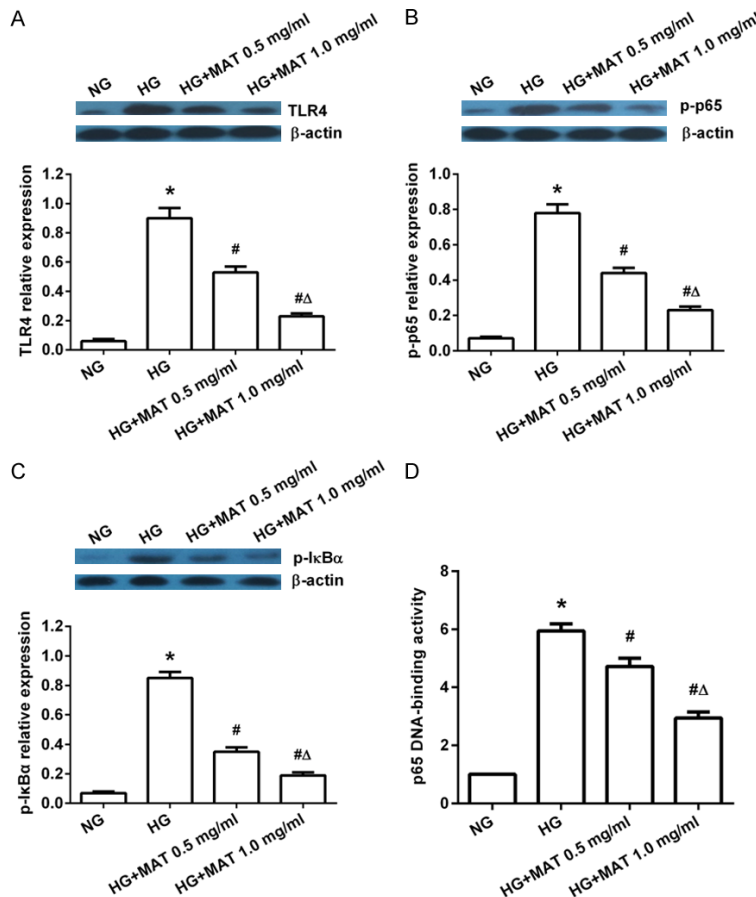 A
NG HG HG+MAT 0.5 mg/ml HG+MAT 1.0 mg/ml
TLR4
β-actin
TLR4 relative expression
1.2
1.0
0.8
0.6
0.4
0.2
0.0
*
#
#Δ
NG HG HG+MAT 0.5 mg/ml HG+MAT 1.0 mg/ml
B
NG HG HG+MAT 0.5 mg/ml HG+MAT 1.0 mg/ml
p-p65
β-actin
p-p65 relative expression
1.0
0.8
0.6
0.4
0.2
0.0
*
#
#Δ
NG HG HG+MAT 0.5 mg/ml HG+MAT 1.0 mg/ml
C
NG HG HG+MAT 0.5 mg/ml HG+MAT 1.0 mg/ml
p-IκBα
β-actin
p-IκBα relative expression
1.2
1.0
0.8
0.6
0.4
0.2
0.0
*
#
#Δ
NG HG HG+MAT 0.5 mg/ml HG+MAT 1.0 mg/ml
D
p65 DNA-binding activity
8
6
4
2
0
*
#
#Δ
NG HG HG+MAT 0.5 mg/ml HG+MAT 1.0 mg/ml